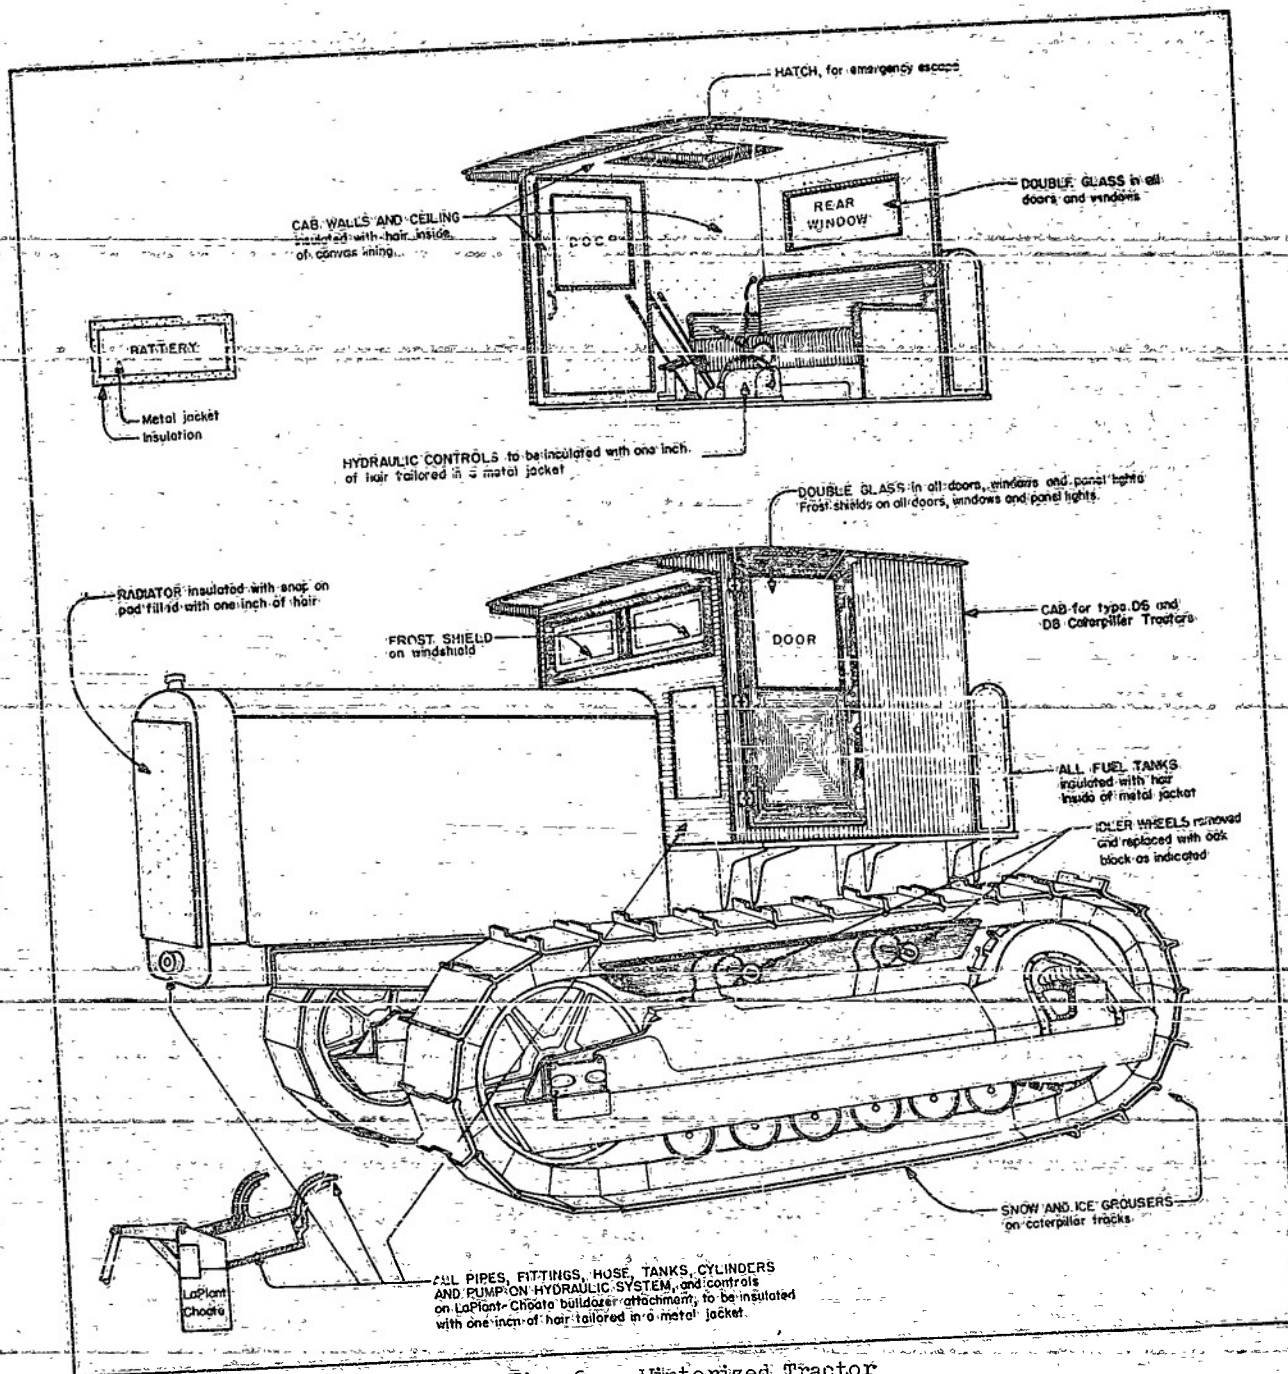 HATCH, for emergency escape
DOUBLE GLASS in all
doors and windows
REAR
WINDOW
CAB WALLS AND CEILING
insulated with hair inside
of canvas lining.
DOOR
BATTERY
Metal jacket
Insulation
HYDRAULIC CONTROLS to be insulated with one inch
of hair tailored in a metal jacket
DOUBLE GLASS in all doors, windows and panel lights
Frost shields on all doors, windows and panel lights.
RADIATOR insulated with snap on
pad filled with one inch of hair
FROST SHIELD
on windshield
DOOR
CAB for type D6 and
D8 Caterpillar Tractors
ALL FUEL TANKS
insulated with hair
inside of metal jacket
IDLER WHEELS removed
and replaced with oak
block as indicated
SNOW AND ICE GROUSERS
on caterpillar tracks
ALL PIPES, FITTINGS, HOSE, TANKS, CYLINDERS
AND PUMP ON HYDRAULIC SYSTEM, and controls
on LaPlant-Choate bulldozer attachment, to be insulated
with one inch of hair tailored in a metal jacket.
LaPlant
Choate
Winterized Tractor